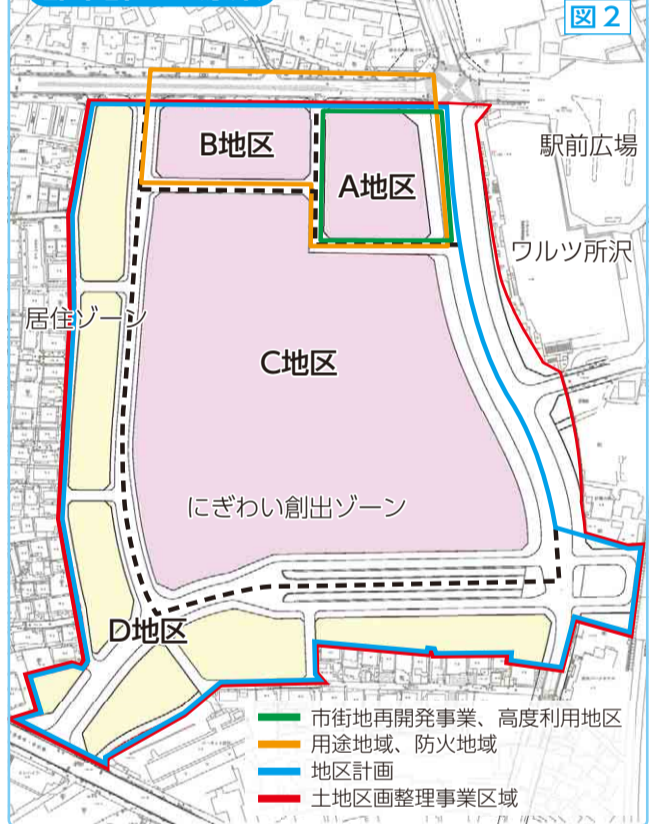 図2
駅前広場
B地区
A地区
ワルツ所沢
居住ゾーン
C地区
にぎわい創出ゾーン
D地区
市街地再開発事業、高度利用地区
用途地域、防火地域
地区計画
土地区画整理事業区域